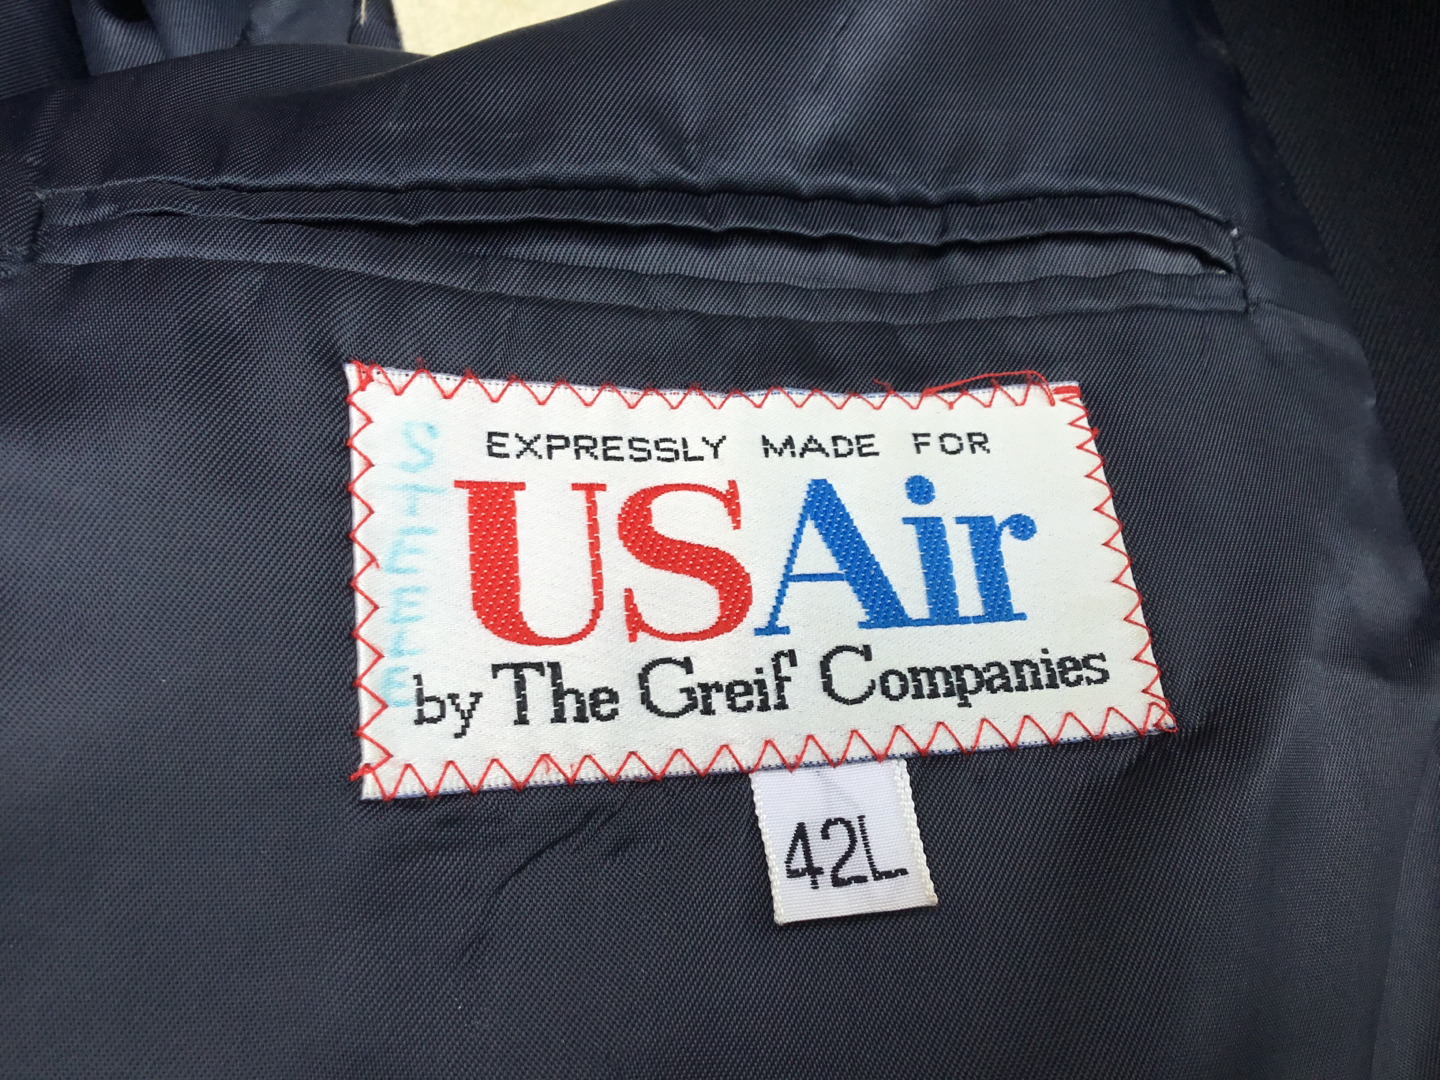 EXPRESSLY MADE FOR
USAir
by The Greif Companies
STEELE
42L